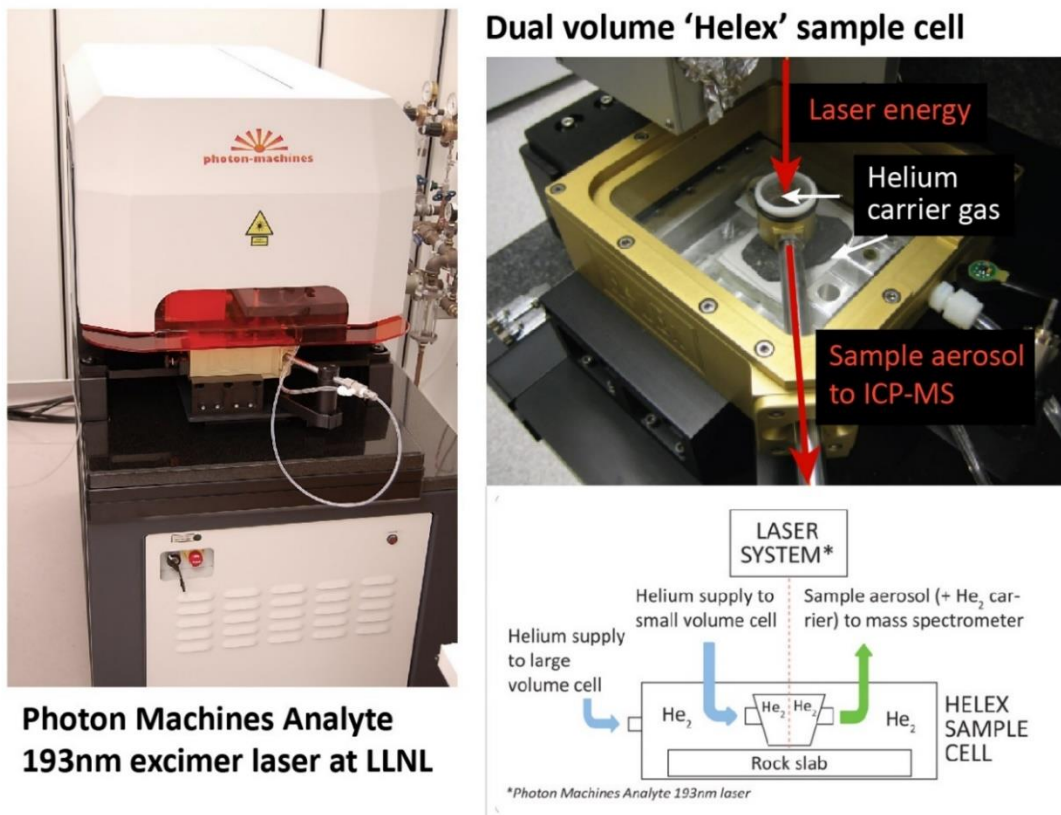 photon-machines
Photon Machines Analyte
193nm excimer laser at LLNL
Dual volume ‘Helex’ sample cell
Laser energy
Helium
carrier gas
Sample aerosol
to ICP-MS
LASER
SYSTEM*
Helium supply to
small volume cell
Sample aerosol (+ He₂ car-
rier) to mass spectrometer
Helium supply
to large
volume cell
He₂
He₂
He₂
He₂
HELEX
SAMPLE
CELL
Rock slab
*Photon Machines Analyte 193nm laser